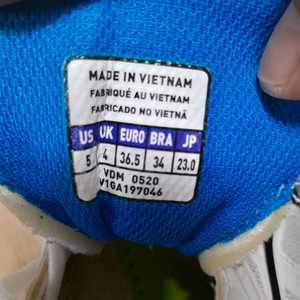 MADE IN VIETNAM
FABRIQUÉ AU VIETNAM
FABRICADO NO VIETNÃ
US UK EURO BRA JP
5 4 36.5 34 23.0
VDM 0520
V1GA197046